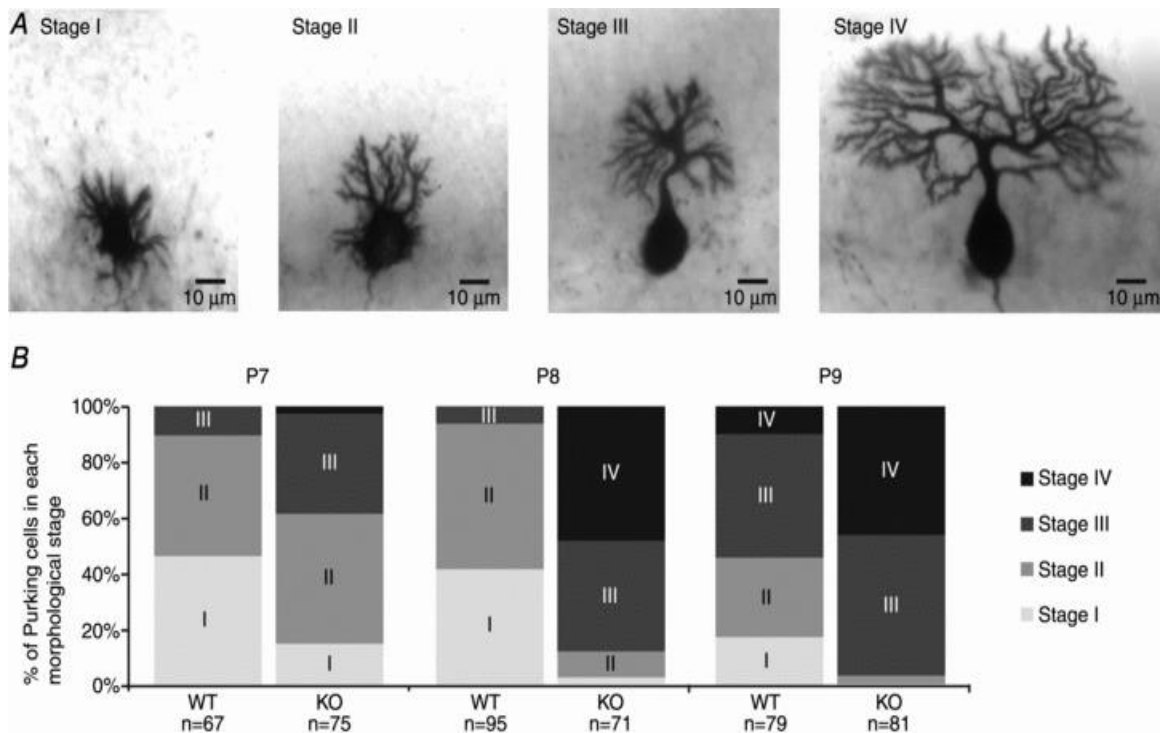 A Stage I Stage II Stage III Stage IV
10 µm 10 µm 10 µm 10 µm
B
P7 P8 P9
% of Purking cells in each
morphological stage
100%
80%
60%
40%
20%
0%
III II I
III II I
III II I
IV III II
IV III II I
IV III
WT KO WT KO WT KO
n=67 n=75 n=95 n=71 n=79 n=81
Stage IV
Stage III
Stage II
Stage I